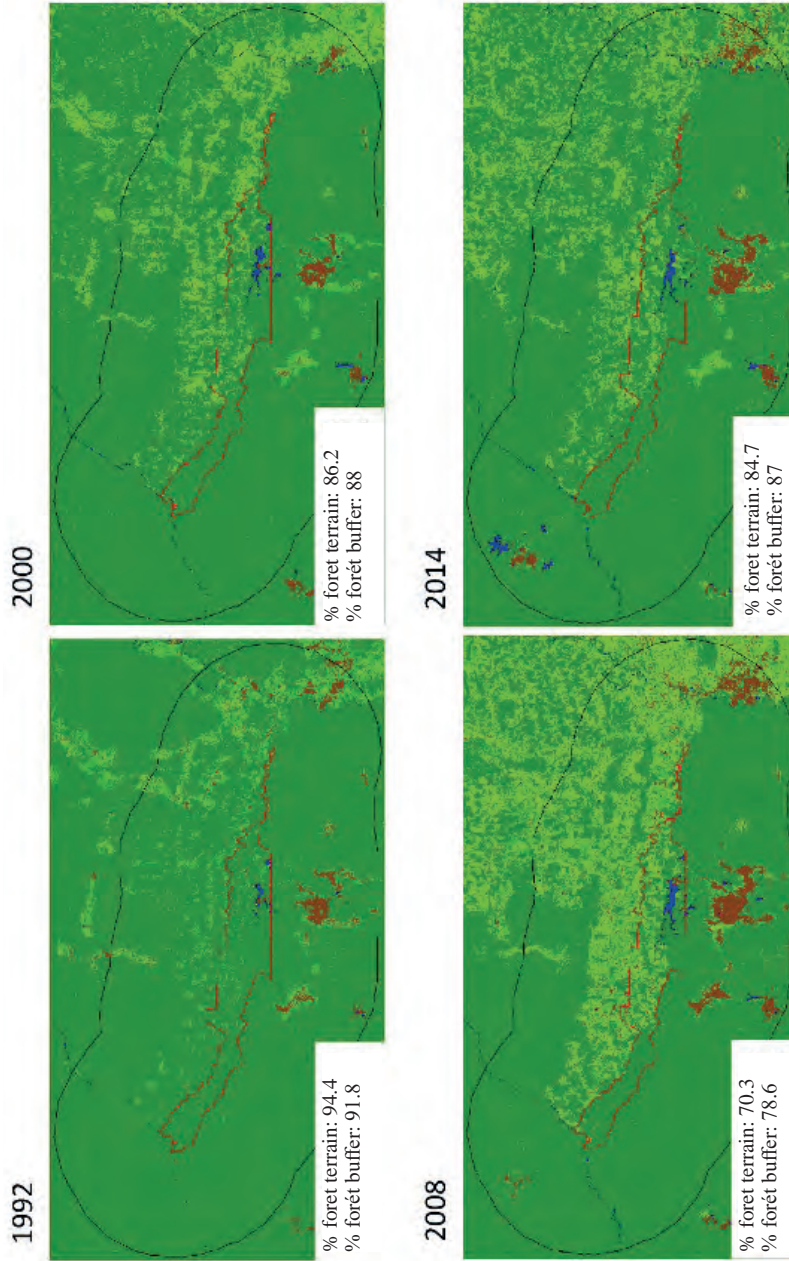 1992
% foret terrain: 94.4
% forêt buffer: 91.8
2000
% foret terrain: 86.2
% forêt buffer: 88
2008
% foret terrain: 70.3
% forêt buffer: 78.6
2014
% foret terrain: 84.7
% forêt buffer: 87